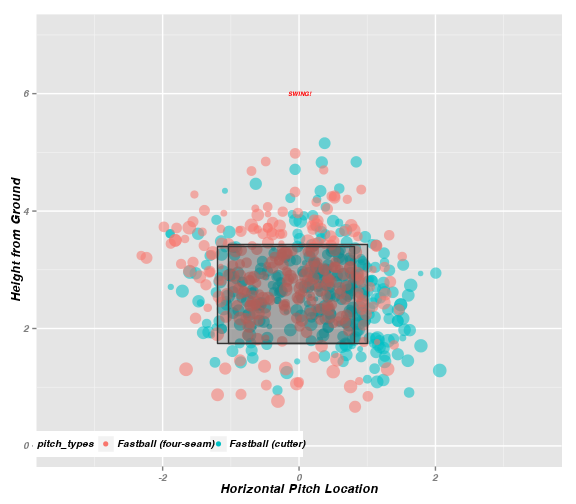 Height from Ground
6
4
2
0
SWING!
pitch_types Fastball (four-seam) Fastball (cutter)
-2 0 2
Horizontal Pitch Location